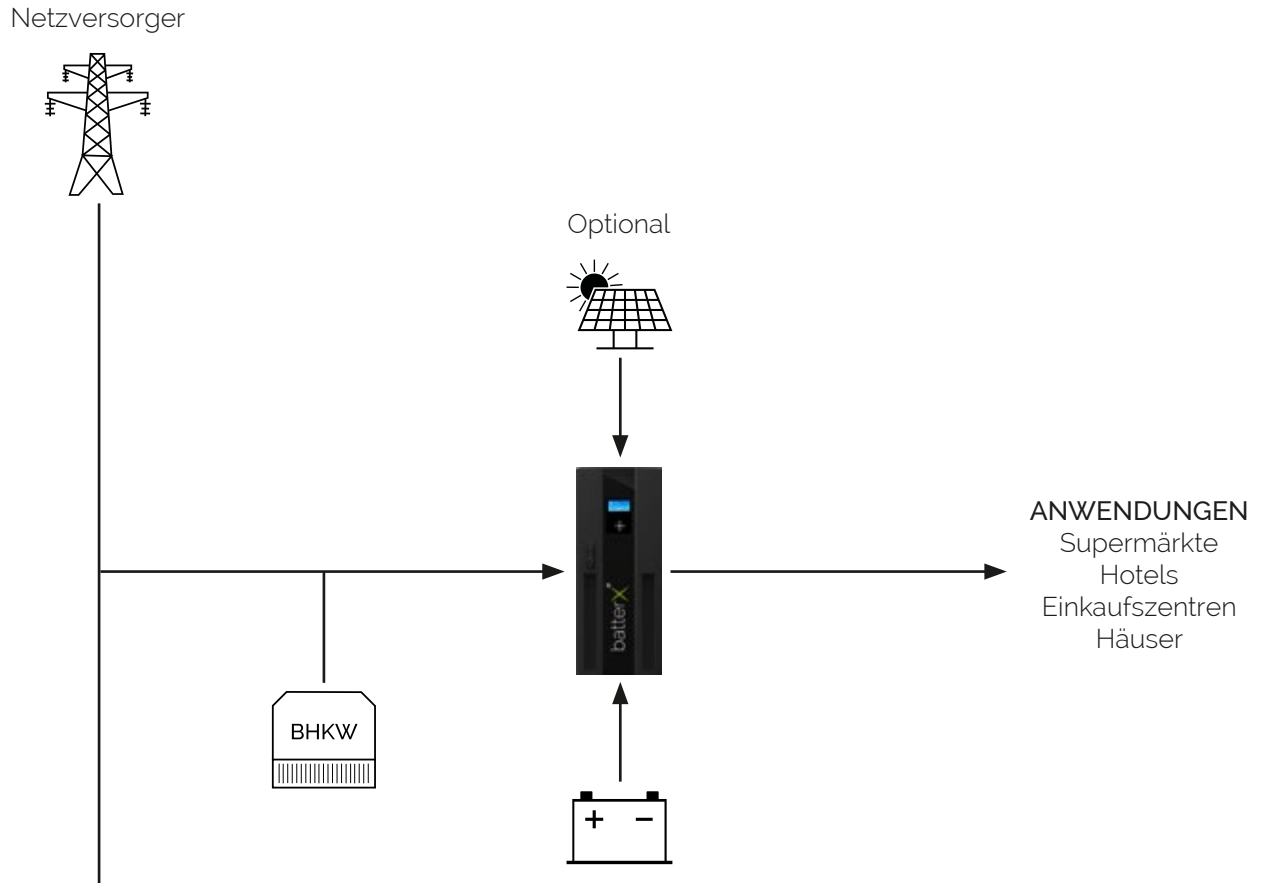 Netzversorger
Optional
batterX
ANWENDUNGEN
Supermärkte
Hotels
Einkaufszentren
Häuser
BHKW
+ −